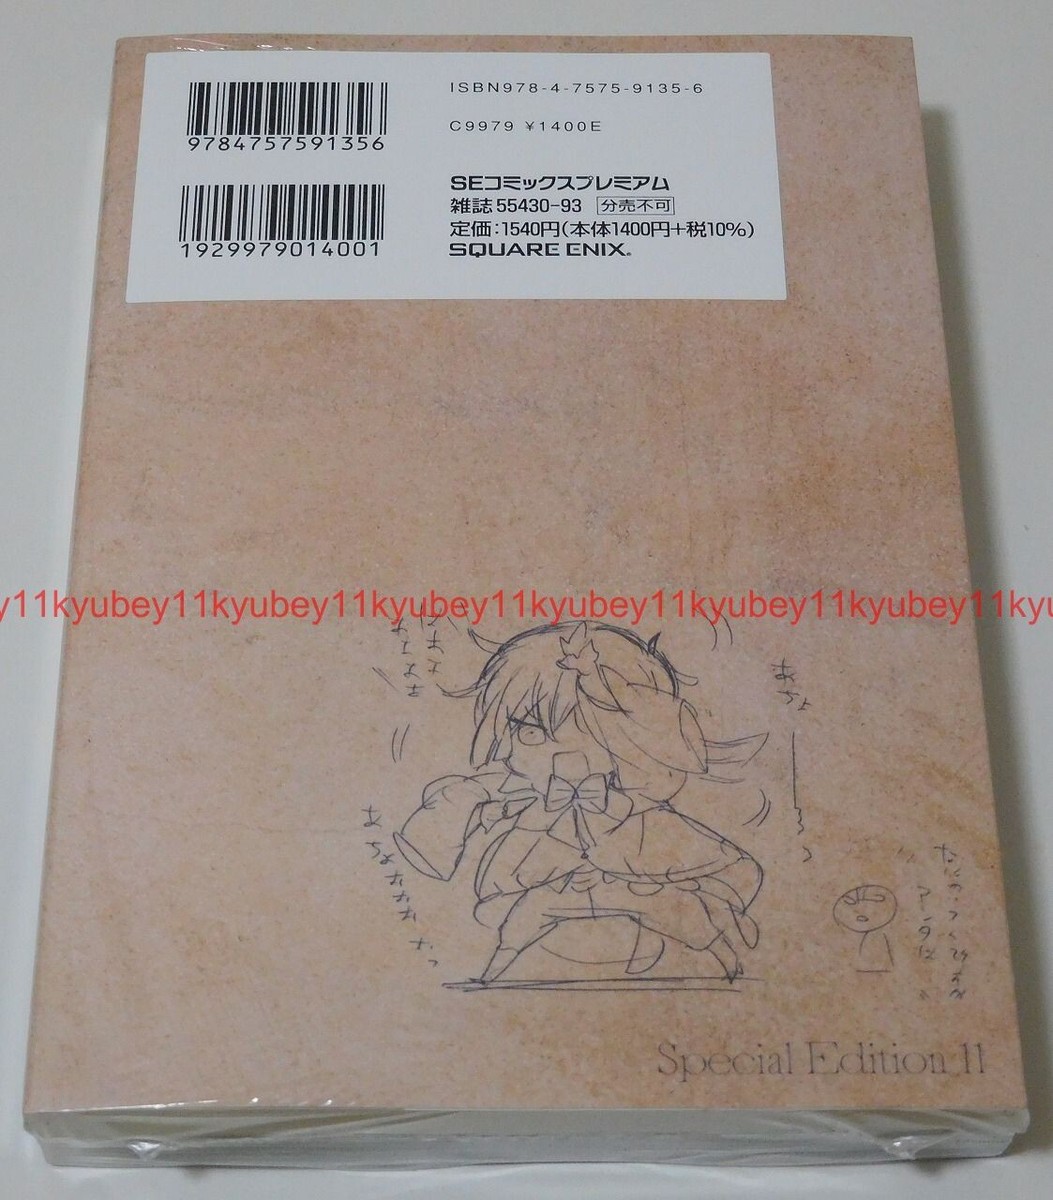 ISBN978-4-7575-9135-6
9784757591356
C9979 ¥1400E
SEコミックスプレミアム
雑誌 55430-93 分売不可
定価:1540円(本体1400円+税10%)
SQUARE ENIX®
1929979014001
y11kyubey11kyubey11kyubey11kyubey11kyubey11kyubey11kyu
Special Edition 11